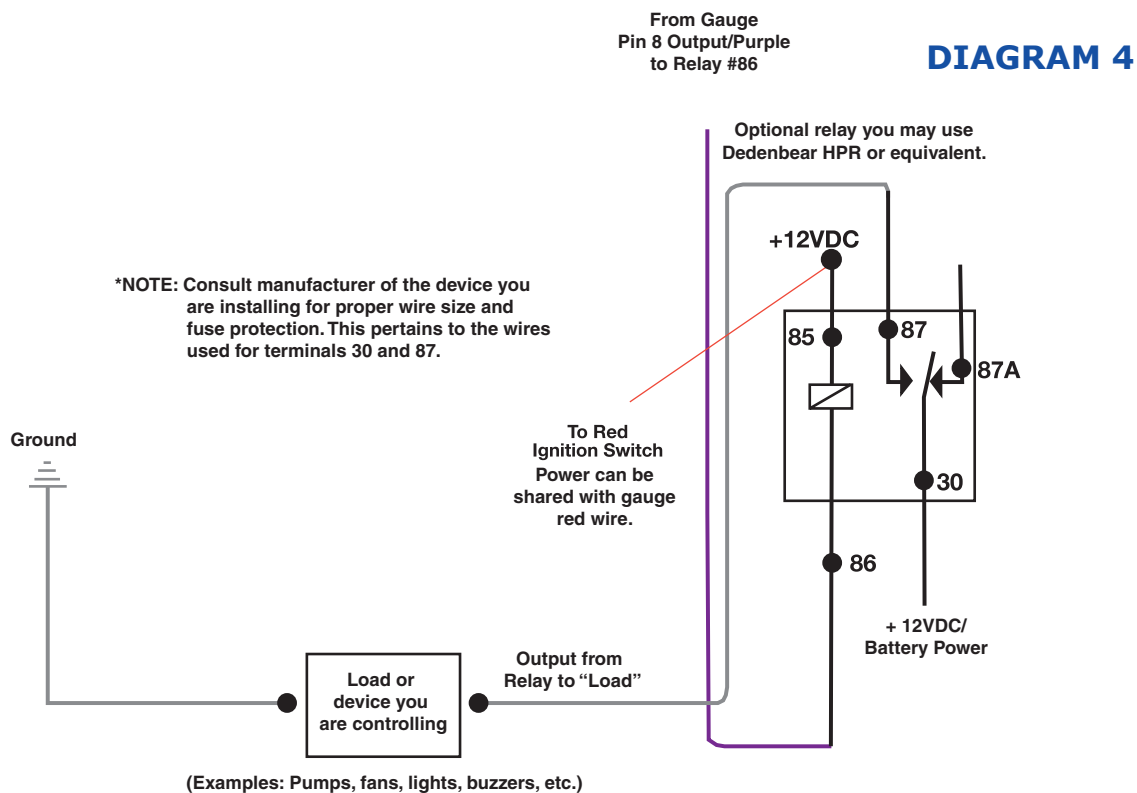 From Gauge
Pin 8 Output/Purple
to Relay #86
DIAGRAM 4
Optional relay you may use
Dedenbear HPR or equivalent.
+12VDC
*NOTE: Consult manufacturer of the device you
are installing for proper wire size and
fuse protection. This pertains to the wires
used for terminals 30 and 87.
85
87
87A
30
To Red
Ignition Switch
Power can be
shared with gauge
red wire.
86
+ 12VDC/
Battery Power
Ground
Load or
device you
are controlling
Output from
Relay to “Load”
(Examples: Pumps, fans, lights, buzzers, etc.)